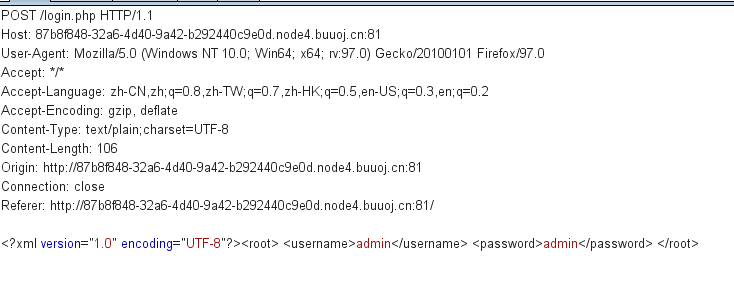 POST /login.php HTTP/1.1
Host: 87b8f848-32a6-4d40-9a42-b292440c9e0d.node4.buuoj.cn:81
User-Agent: Mozilla/5.0 (Windows NT 10.0; Win64; x64; rv:97.0) Gecko/20100101 Firefox/97.0
Accept: */*
Accept-Language: zh-CN,zh;q=0.8,zh-TW;q=0.7,zh-HK;q=0.5,en-US;q=0.3,en;q=0.2
Accept-Encoding: gzip, deflate
Content-Type: text/plain;charset=UTF-8
Content-Length: 106
Origin: http://87b8f848-32a6-4d40-9a42-b292440c9e0d.node4.buuoj.cn:81
Connection: close
Referer: http://87b8f848-32a6-4d40-9a42-b292440c9e0d.node4.buuoj.cn:81/
<?xml version="1.0" encoding="UTF-8"?><root> <username>admin</username> <password>admin</password> </root>